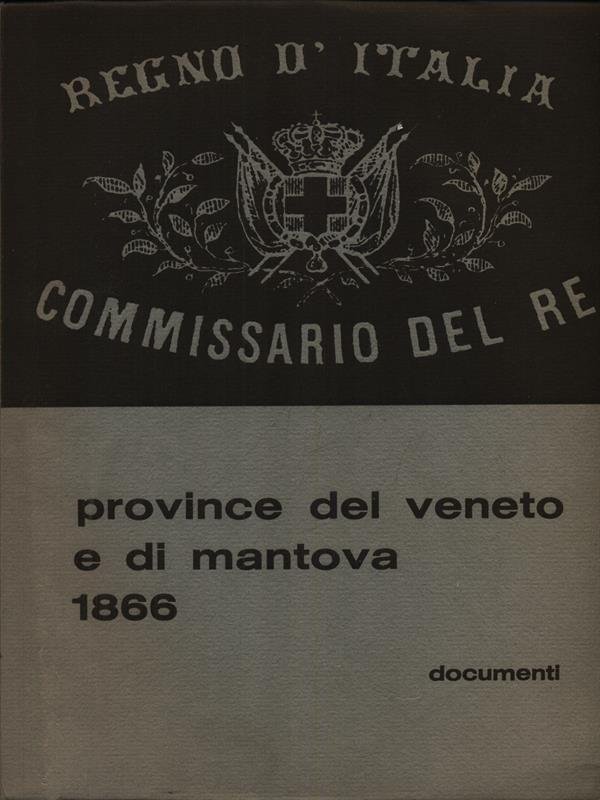 REGNO D' ITALIA
COMMISSARIO DEL RE
province del veneto
e di mantova
1866
documenti